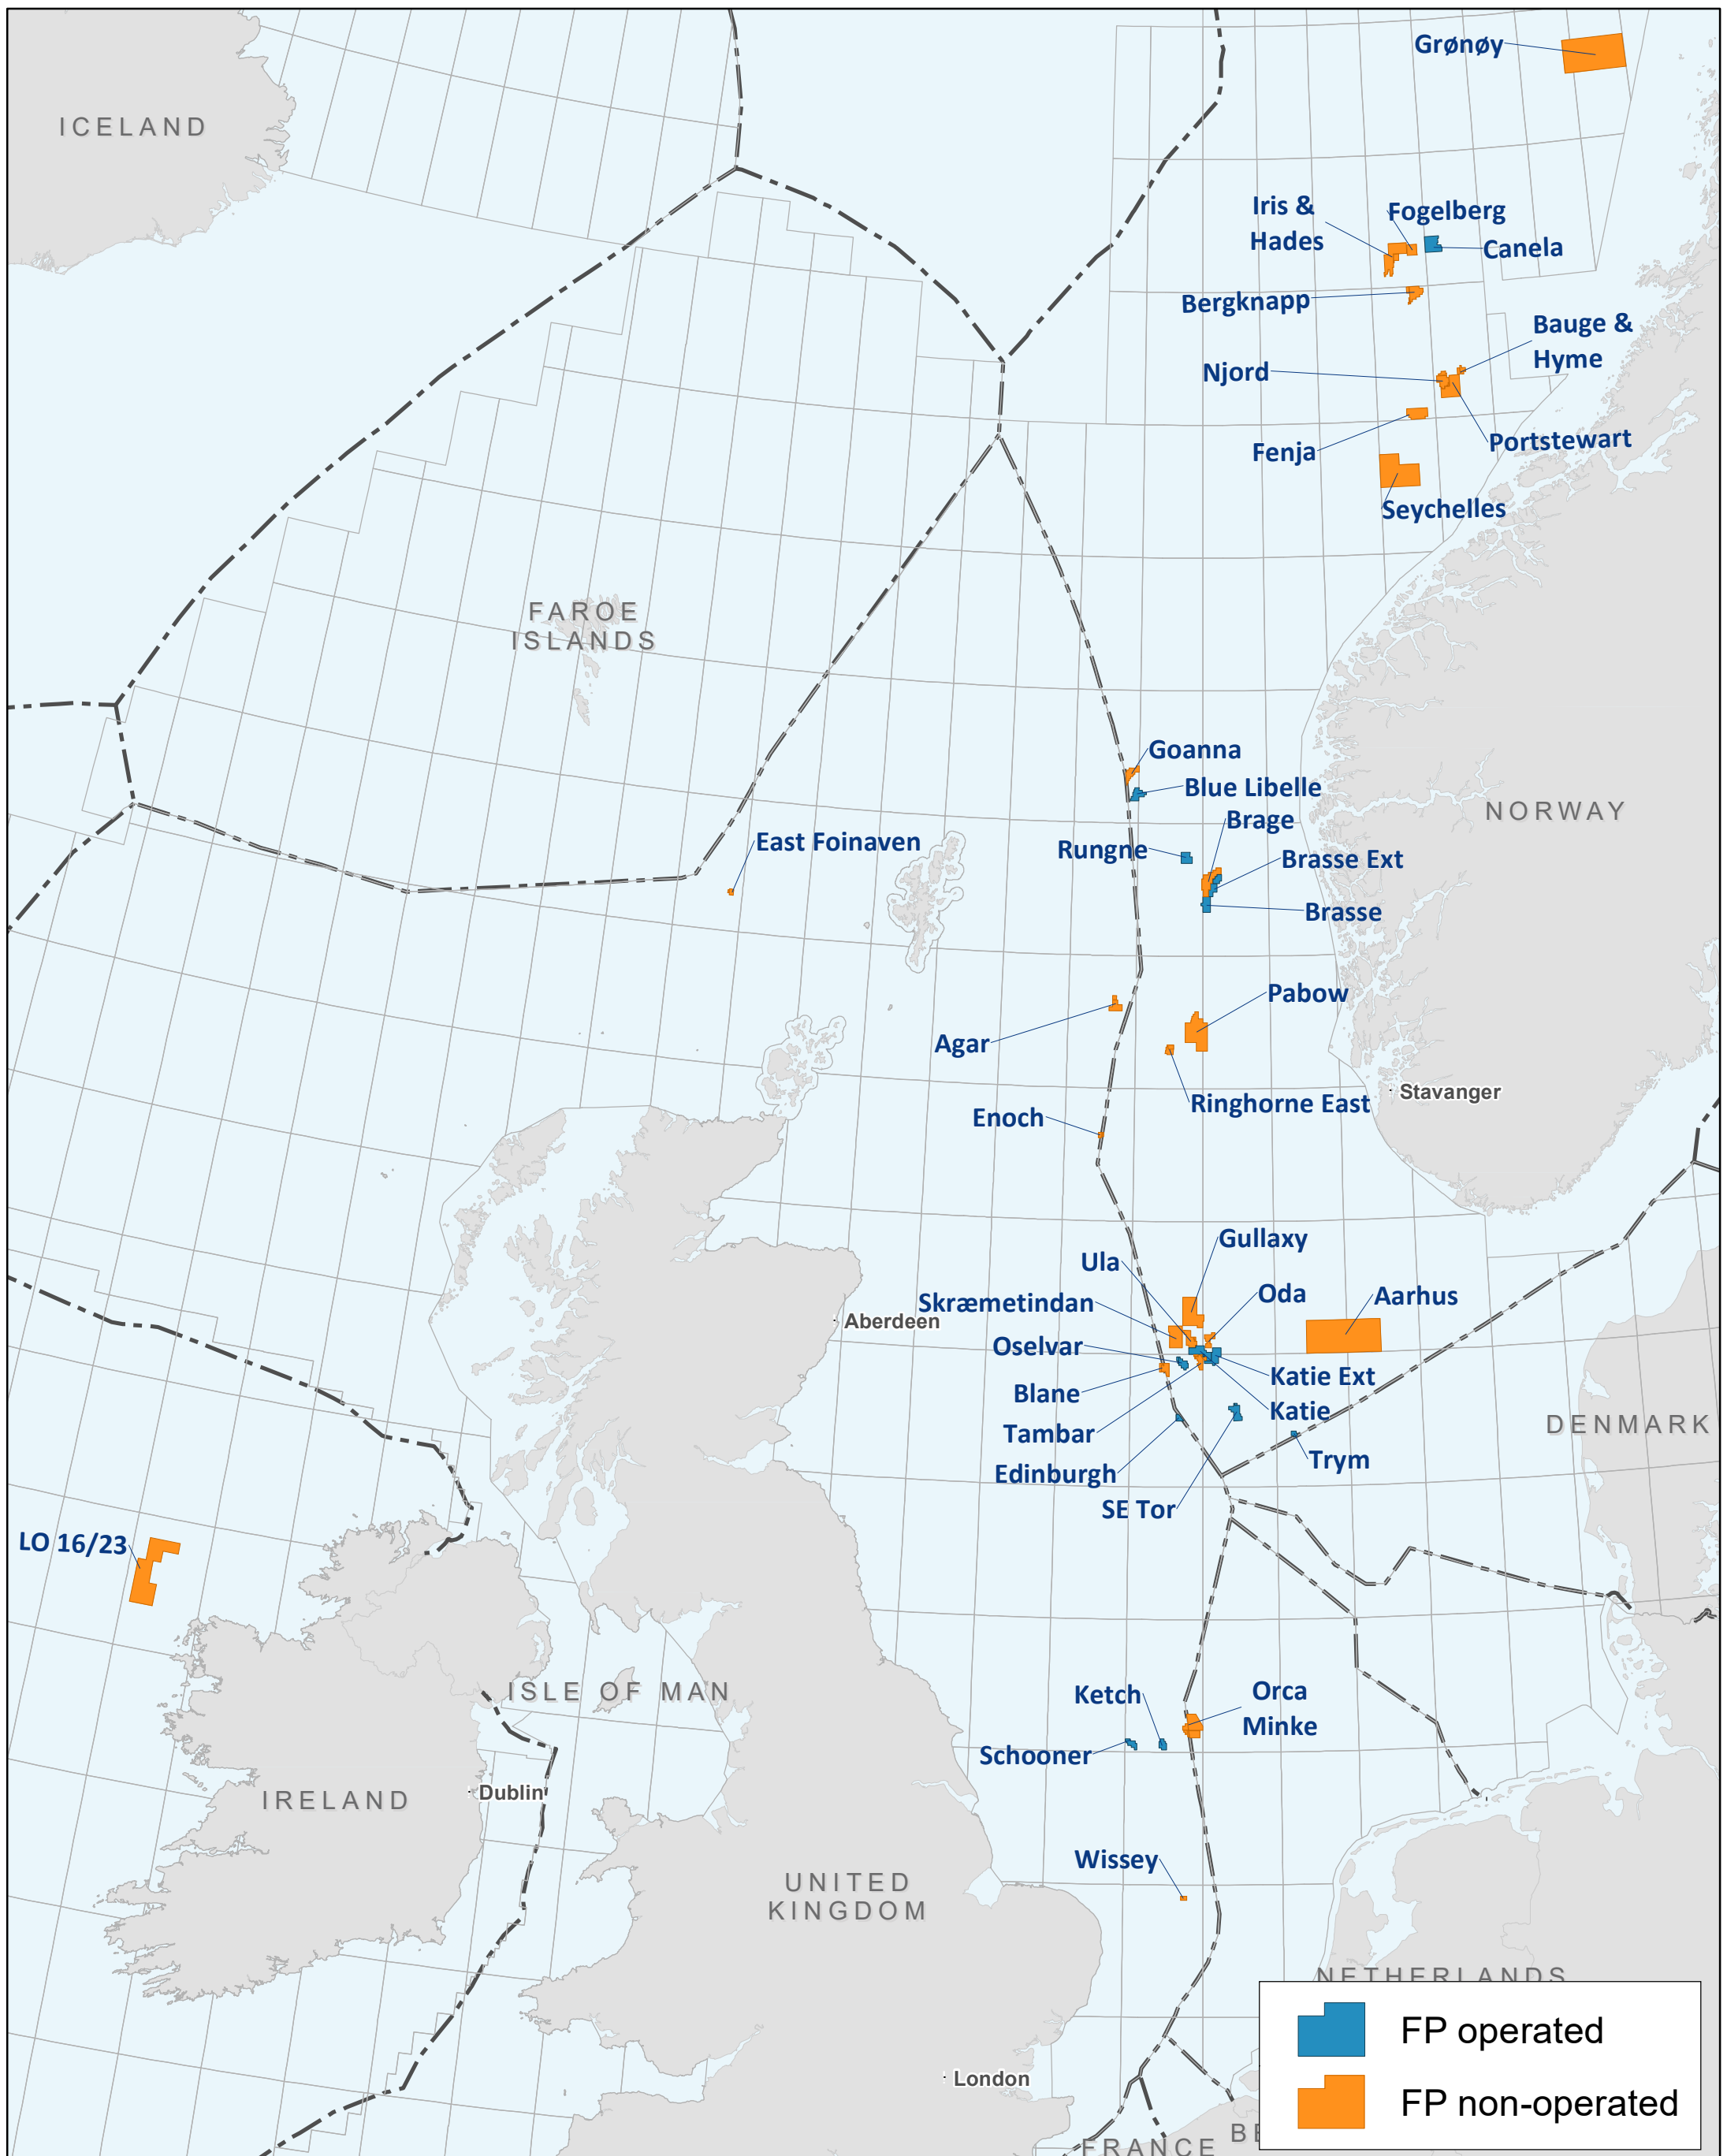 Grønøy
ICELAND
Iris &
Hades
Fogelberg
Canela
Bergknapp
Bauge &
Hyme
Njord
Portstewart
Fenja
Seychelles
FAROE
ISLANDS
Goanna
Blue Libelle
NORWAY
Brage
East Foinaven
Rungne
Brasse Ext
Brasse
Pabow
Agar
Stavanger
Ringhorne East
Enoch
Gullaxy
Ula
Oda
Aarhus
Skræmetindan
Aberdeen
Oselvar
Katie Ext
Blane
Katie
DENMARK
Tambar
Trym
Edinburgh
SE Tor
LO 16/23
ISLE OF MAN
Ketch
Orca
Minke
Schooner
Dublin
IRELAND
Wissey
UNITED
KINGDOM
NETHERLANDS
FP operated
London
FP non-operated
FRANCE
BE